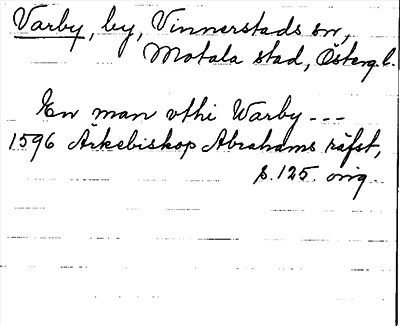 Varby, by, Vinnerstads sn,
Motala stad, Östergl.
En man vthi Warby ---
1596 Ärkebiskop Abrahams räfst,
s. 125. orig.